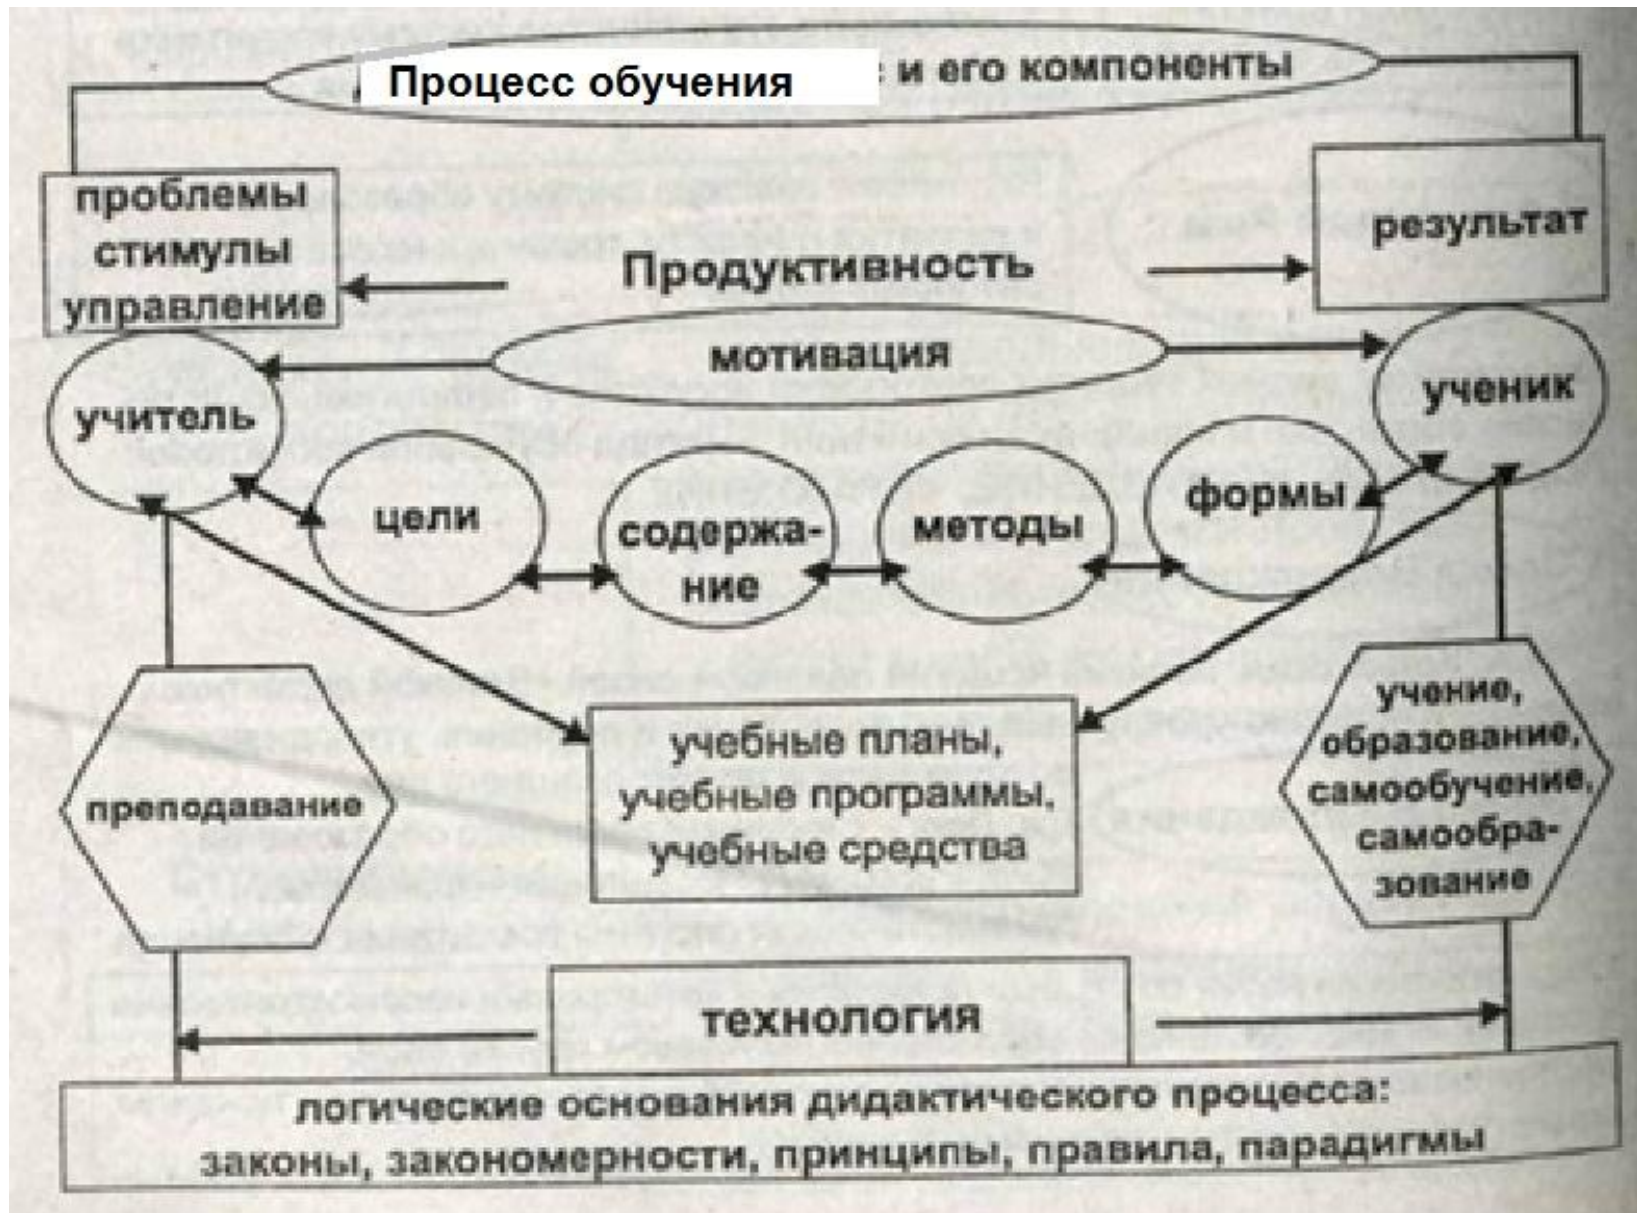 Процесс обучения и его компоненты
проблемы
стимулы
управление
результат
Продуктивность
мотивация
учитель
ученик
цели
содержа-
ние
методы
формы
преподавание
учебные планы,
учебные программы,
учебные средства
учение,
образование,
самообучение,
самообра-
зование
технология
логические основания дидактического процесса:
законы, закономерности, принципы, правила, парадигмы